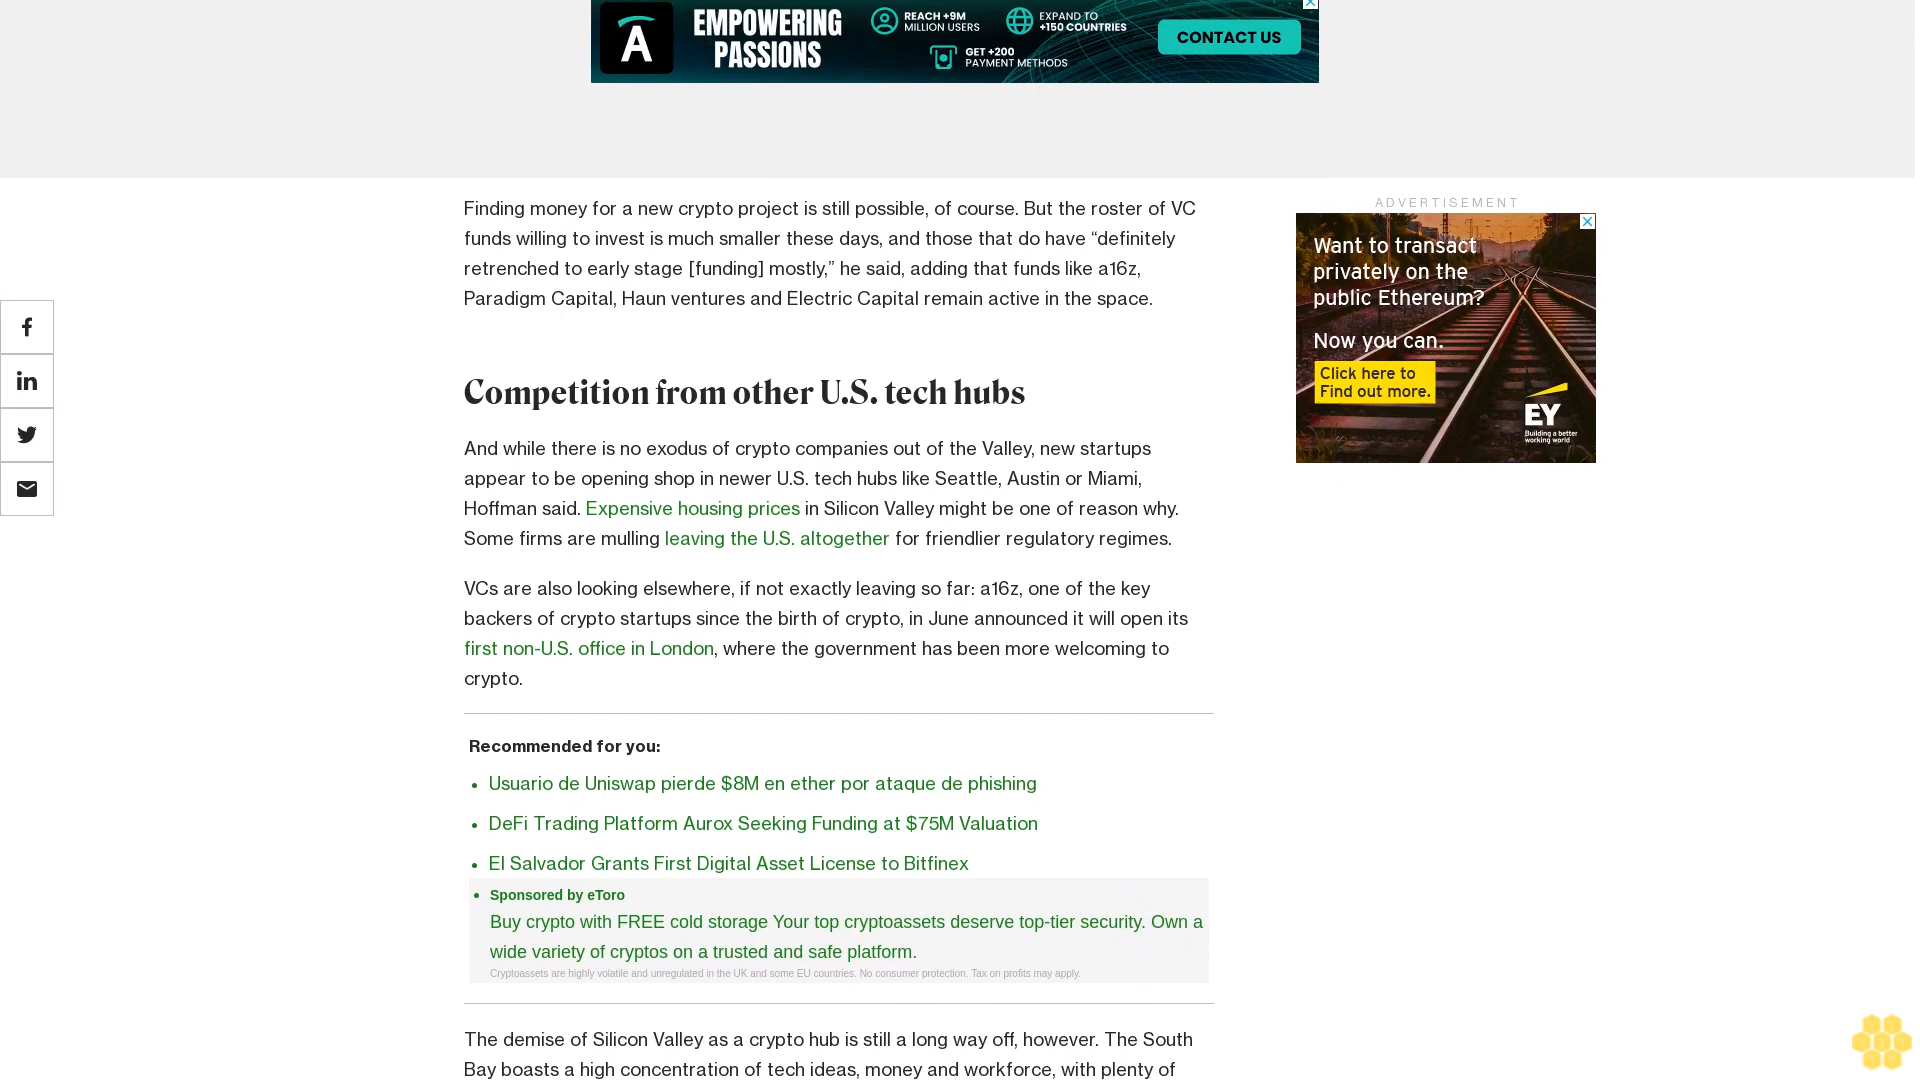 A
EMPOWERING
PASSIONS
REACH +9M
MILLION USERS
EXPAND TO
+150 COUNTRIES
GET +200
PAYMENT METHODS
CONTACT US
Finding money for a new crypto project is still possible, of course. But the roster of VC
funds willing to invest is much smaller these days, and those that do have “definitely
retrenched to early stage [funding] mostly,” he said, adding that funds like a16z,
Paradigm Capital, Haun ventures and Electric Capital remain active in the space.
Competition from other U.S. tech hubs
And while there is no exodus of crypto companies out of the Valley, new startups
appear to be opening shop in newer U.S. tech hubs like Seattle, Austin or Miami,
Hoffman said. Expensive housing prices in Silicon Valley might be one of reason why.
Some firms are mulling leaving the U.S. altogether for friendlier regulatory regimes.
VCs are also looking elsewhere, if not exactly leaving so far: a16z, one of the key
backers of crypto startups since the birth of crypto, in June announced it will open its
first non-U.S. office in London, where the government has been more welcoming to
crypto.
Recommended for you:
• Usuario de Uniswap pierde $8M en ether por ataque de phishing
• DeFi Trading Platform Aurox Seeking Funding at $75M Valuation
• El Salvador Grants First Digital Asset License to Bitfinex
• Sponsored by eToro
Buy crypto with FREE cold storage Your top cryptoassets deserve top-tier security. Own a
wide variety of cryptos on a trusted and safe platform.
Cryptoassets are highly volatile and unregulated in the UK and some EU countries. No consumer protection. Tax on profits may apply.
The demise of Silicon Valley as a crypto hub is still a long way off, however. The South
Bay boasts a high concentration of tech ideas, money and workforce, with plenty of
ADVERTISEMENT
Want to transact
privately on the
public Ethereum?
Now you can.
Click here to
Find out more.
EY
Building a better
working world